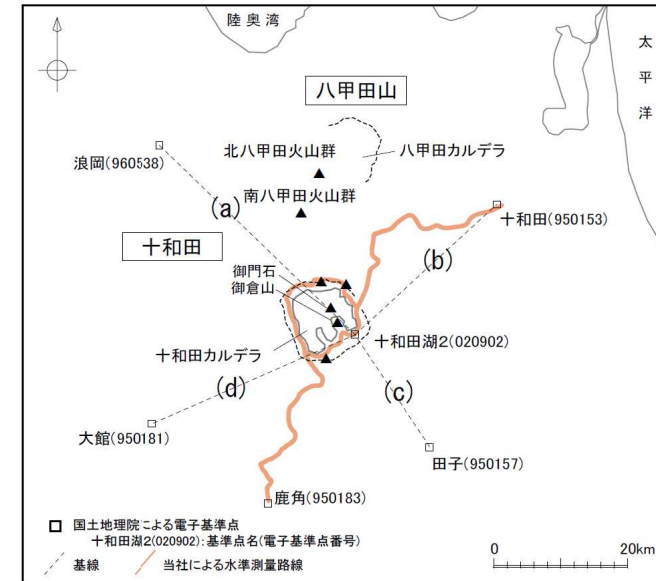 陸奥湾
太平洋
八甲田山
北八甲田火山群
八甲田カルデラ
浪岡(960538)
南八甲田火山群
(a)
十和田(950153)
十和田
(b)
御門石
御倉山
十和田湖2(020902)
十和田カルデラ
(d)
(c)
大館(950181)
田子(950157)
鹿角(950183)
国土地理院による電子基準点
十和田湖2(020902):基準点名(電子基準点番号)
基線
当社による水準測量路線
0
20km